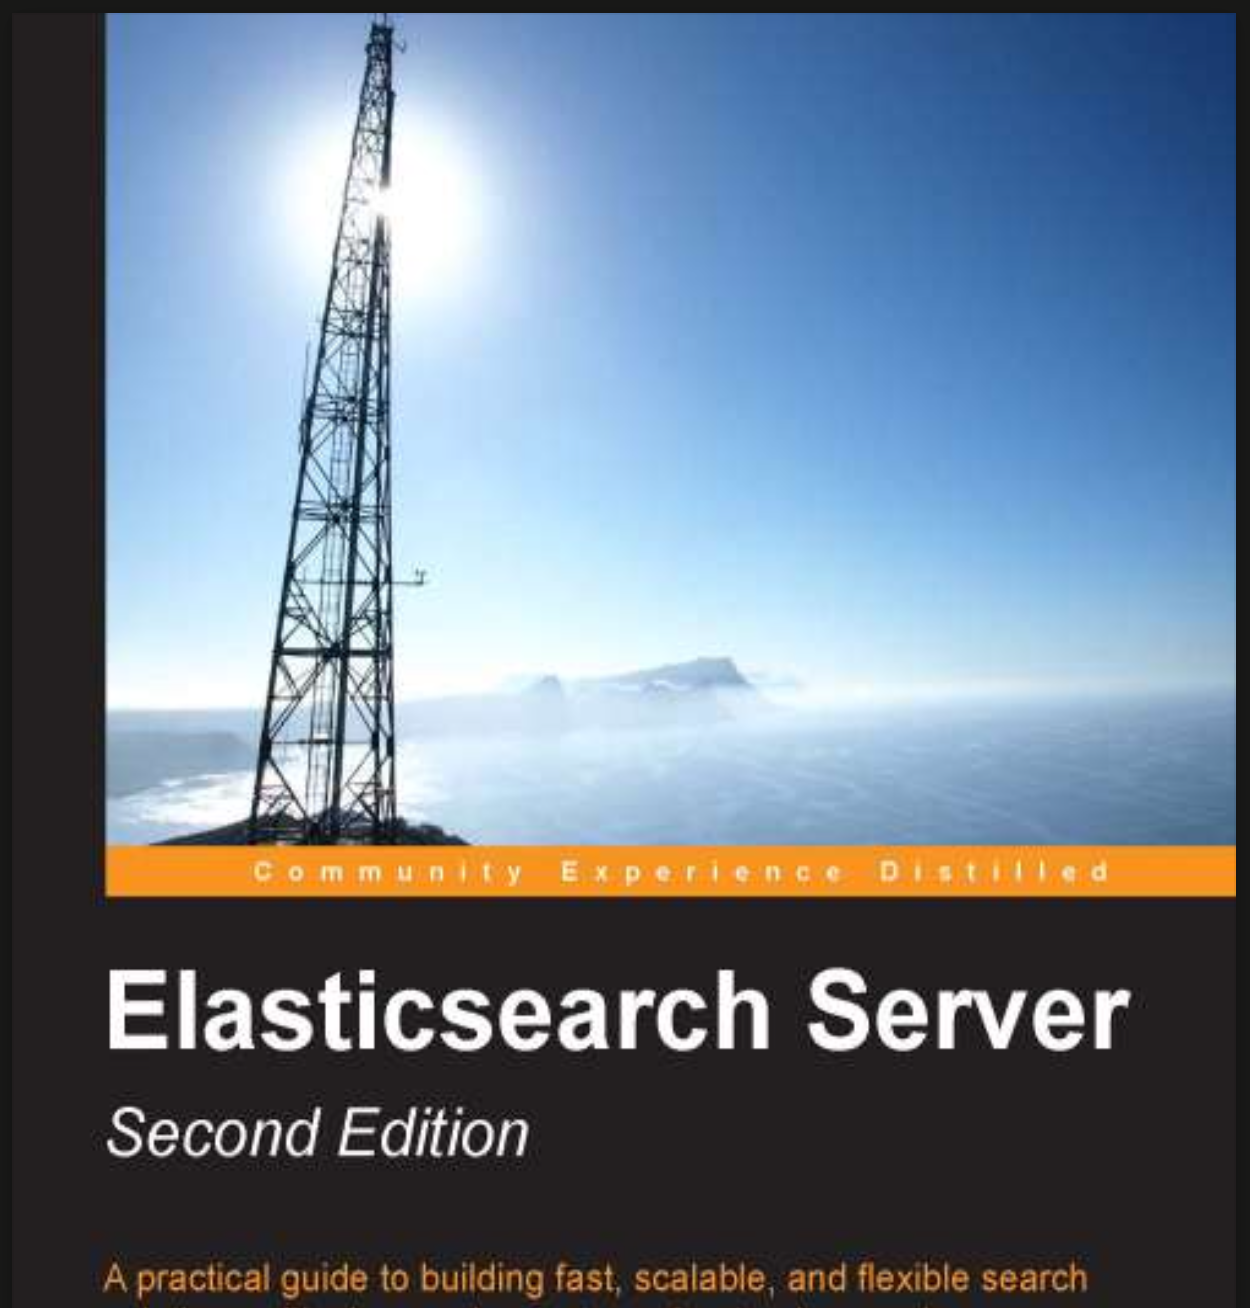 Community Experience Distilled
Elasticsearch Server
Second Edition
A practical guide to building fast, scalable, and flexible search